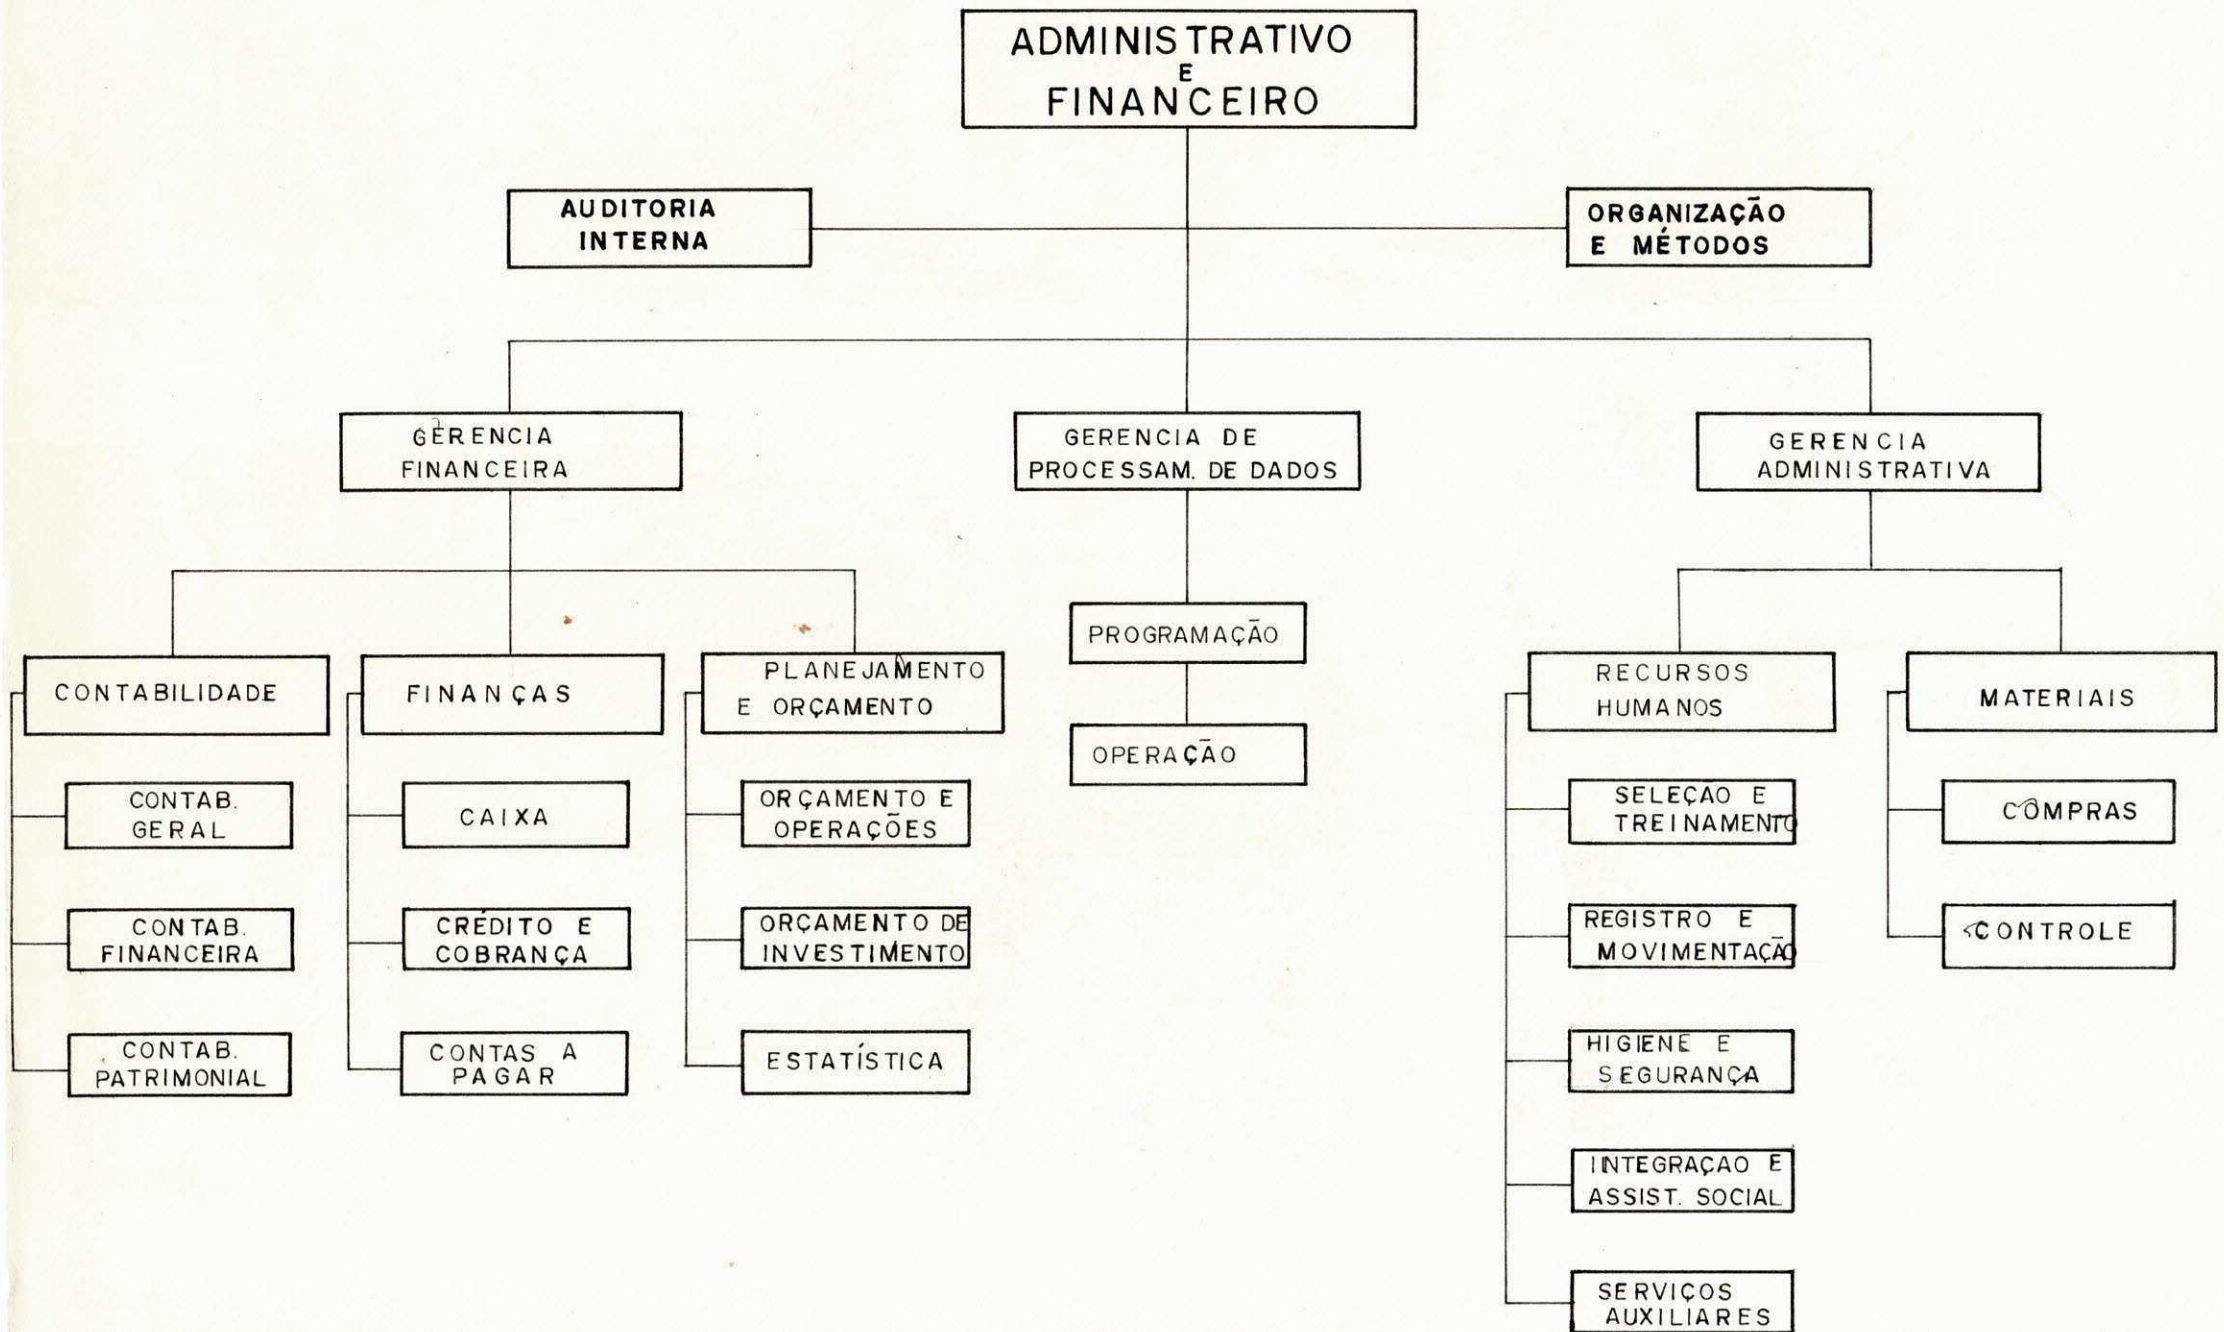 ADMINISTRATIVO
E
FINANCEIRO
AUDITORIA
INTERNA
ORGANIZAÇÃO
E MÉTODOS
GERENCIA
FINANCEIRA
GERENCIA DE
PROCESSAM. DE DADOS
GERENCIA
ADMINISTRATIVA
CONTABILIDADE
FINANÇAS
PLANEJAMENTO
E ORÇAMENTO
PROGRAMAÇÃO
OPERAÇÃO
RECURSOS
HUMANOS
MATERIAIS
CONTAB.
GERAL
CONTAB.
FINANCEIRA
CONTAB.
PATRIMONIAL
CAIXA
CRÉDITO E
COBRANÇA
CONTAS A
PAGAR
ORÇAMENTO E
OPERAÇÕES
ORÇAMENTO DE
INVESTIMENTO
ESTATÍSTICA
SELEÇAO E
TREINAMENTO
REGISTRO E
MOVIMENTAÇÃO
HIGIENE E
SEGURANÇA
INTEGRAÇAO E
ASSIST. SOCIAL
SERVIÇOS
AUXILIARES
COMPRAS
CONTROLE